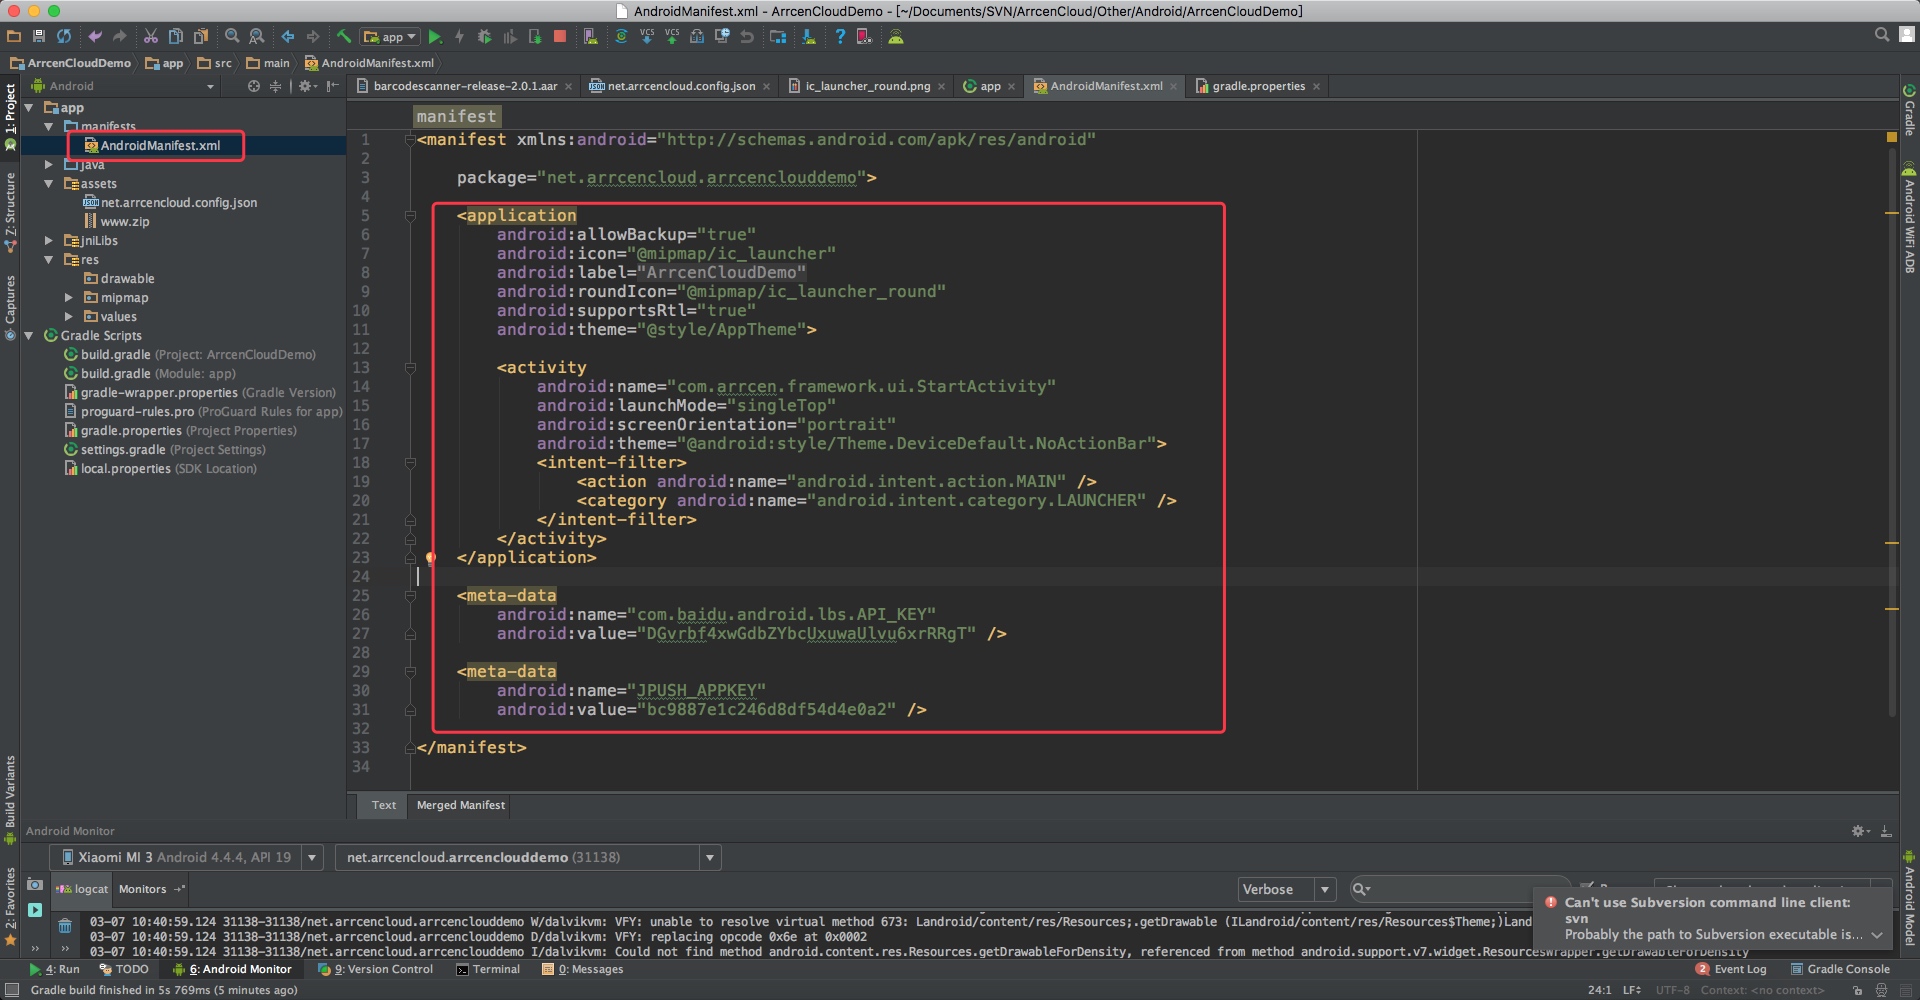 AndroidManifest.xml - ArrcenCloudDemo - [~/Documents/SVN/ArrcenCloud/Other/Android/ArrcenCloudDemo]
app
VCS VCS
ArrcenCloudDemo app src main AndroidManifest.xml
Android
barcodescanner-release-2.0.1.aar net.arrcencloud.config.json ic_launcher_round.png app AndroidManifest.xml gradle.properties
1: Project
Z: Structure
Captures
Build Variants
2: Favorites
app
manifests
AndroidManifest.xml
java
assets
net.arrcencloud.config.json
www.zip
jniLibs
res
drawable
mipmap
values
Gradle Scripts
build.gradle (Project: ArrcenCloudDemo)
build.gradle (Module: app)
gradle-wrapper.properties (Gradle Version)
proguard-rules.pro (ProGuard Rules for app)
gradle.properties (Project Properties)
settings.gradle (Project Settings)
local.properties (SDK Location)
manifest
1 <manifest xmlns:android="http://schemas.android.com/apk/res/android"
2
3 package="net.arrcencloud.arrcenclouddemo">
4
5 <application
6 android:allowBackup="true"
7 android:icon="@mipmap/ic_launcher"
8 android:label="ArrcenCloudDemo"
9 android:roundIcon="@mipmap/ic_launcher_round"
10 android:supportsRtl="true"
11 android:theme="@style/AppTheme">
12
13 <activity
14 android:name="com.arrcen.framework.ui.StartActivity"
15 android:launchMode="singleTop"
16 android:screenOrientation="portrait"
17 android:theme="@android:style/Theme.DeviceDefault.NoActionBar">
18 <intent-filter>
19 <action android:name="android.intent.action.MAIN" />
20 <category android:name="android.intent.category.LAUNCHER" />
21 </intent-filter>
22 </activity>
23 </application>
24
25 <meta-data
26 android:name="com.baidu.android.lbs.API_KEY"
27 android:value="DGvrbf4xwGdbZYbcUxuwaUlvu6xrRRgT" />
28
29 <meta-data
30 android:name="JPUSH_APPKEY"
31 android:value="bc9887e1c246d8df54d4e0a2" />
32
33 </manifest>
34
Gradle
Android WiFi ADB
Android Model
Text Merged Manifest
Android Monitor
Xiaomi MI 3 Android 4.4.4, API 19 net.arrcencloud.arrcenclouddemo (31138)
logcat Monitors Verbose
03-07 10:40:59.124 31138-31138/net.arrcencloud.arrcenclouddemo W/dalvikvm: VFY: unable to resolve virtual method 673: Landroid/content/res/Resources;.getDrawable (ILandroid/content/res/Resources$Theme;)Land
03-07 10:40:59.124 31138-31138/net.arrcencloud.arrcenclouddemo D/dalvikvm: VFY: replacing opcode 0x6e at 0x0002
03-07 10:40:59.124 31138-31138/net.arrcencloud.arrcenclouddemo I/dalvikvm: Could not find method android.content.res.Resources.getDrawableForDensity, referenced from method android.support.v7.widget.ResourcesWrapper.getDrawableForDensity
Can't use Subversion command line client:
svn
Probably the path to Subversion executable is...
4: Run TODO 6: Android Monitor 9: Version Control Terminal 0: Messages 2 Event Log Gradle Console
Gradle build finished in 5s 769ms (5 minutes ago) 24:1 LF UTF-8 Context: <no context>